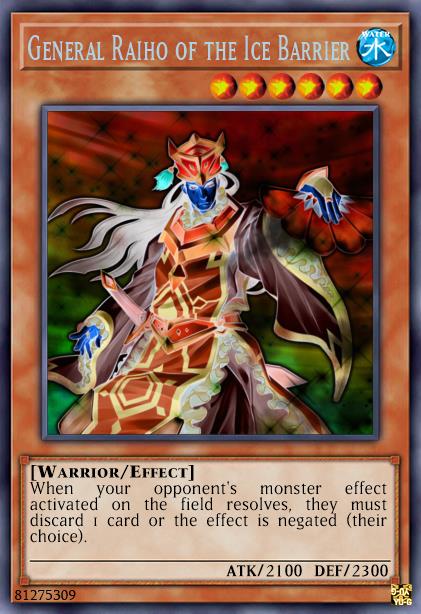 General Raiho of the Ice Barrier
WATER
水
[Warrior/Effect]
When your opponent's monster effect
activated on the field resolves, they must
discard 1 card or the effect is negated (their
choice).
ATK/2100 DEF/2300
81275309